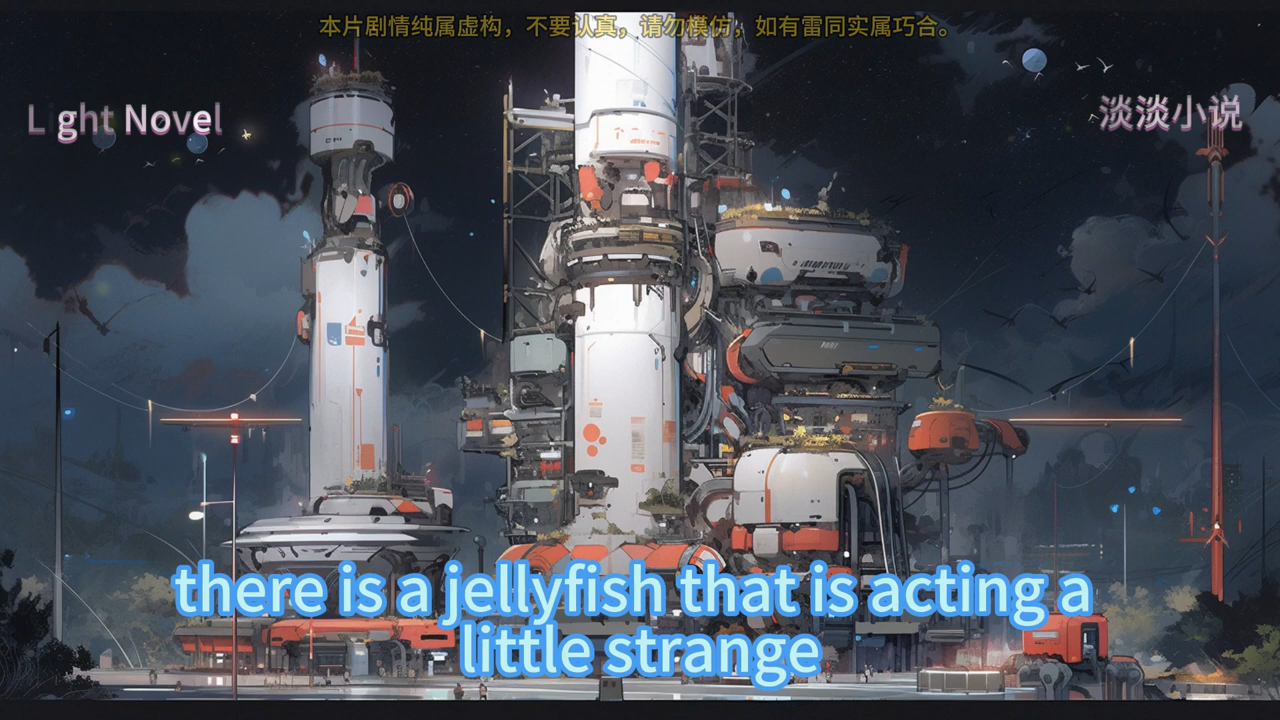 本片剧情纯属虚构，不要认真，请勿模仿，如有雷同实属巧合。
Light Novel
淡淡小说
there is a jellyfish that is acting a
little strange